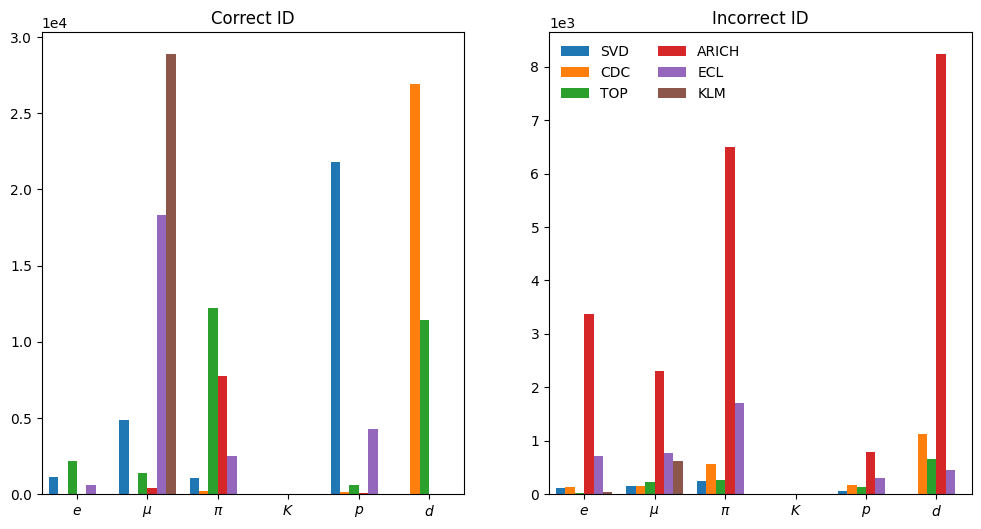 Correct ID
1e4
3.0
2.5
2.0
1.5
1.0
0.5
0.0
e μ π K p d
Incorrect ID
1e3
SVD ARICH
CDC ECL
TOP KLM
8
7
6
5
4
3
2
1
0
e μ π K p d